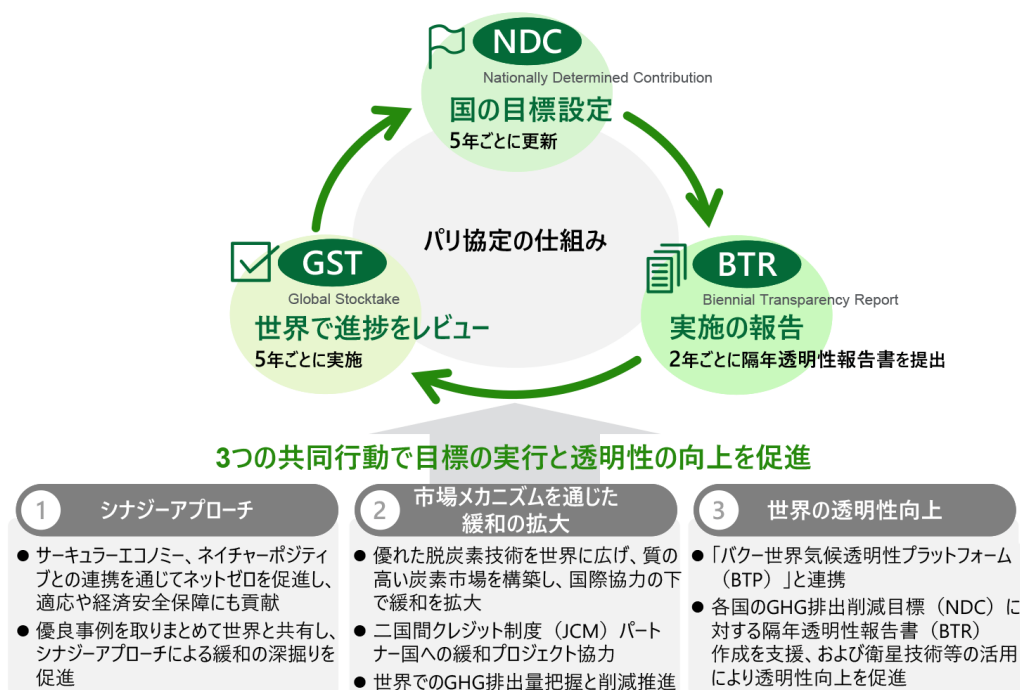 NDC
Nationally Determined Contribution
国の目標設定
5年ごとに更新
パリ協定の仕組み
GST
Global Stocktake
世界で進捗をレビュー
5年ごとに実施
BTR
Biennial Transparency Report
実施の報告
2年ごとに隔年透明性報告書を提出
3つの共同行動で目標の実行と透明性の向上を促進
1 シナジーアプローチ
● サーキュラーエコノミー、ネイチャーポジティ
ブとの連携を通じてネットゼロを促進し、
適応や経済安全保障にも貢献
● 優良事例を取りまとめて世界と共有し、
シナジーアプローチによる緩和の深掘りを
促進
2 市場メカニズムを通じた
緩和の拡大
● 優れた脱炭素技術を世界に広げ、質の
高い炭素市場を構築し、国際協力の下
で緩和を拡大
● 二国間クレジット制度（JCM）パート
ナー国への緩和プロジェクト協力
● 世界でのGHG排出量把握と削減推進
3 世界の透明性向上
● 「バクー世界気候透明性プラットフォーム
（BTP）」と連携
● 各国のGHG排出削減目標（NDC）に
対する隔年透明性報告書（BTR）
作成を支援、および衛星技術等の活用
により透明性向上を促進